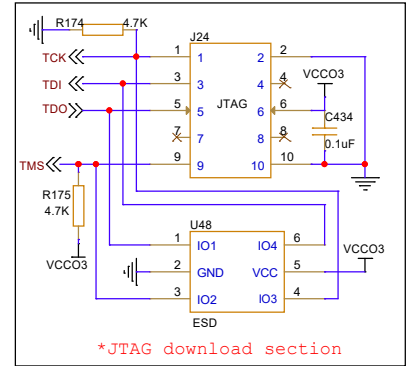 R174 4.7K J24
TCK 1 1 2 2
TDI 3 3 4 4 VCCO3
TDO 5 5 JTAG 6 6
C434
7 7 8 8 0.1uF
TMS 9 9 10 10
R175
4.7K
U48
1 IO1 IO4 6
VCCO3 2 GND VCC 5 VCCO3
3 IO2 IO3 4
ESD
*JTAG download section